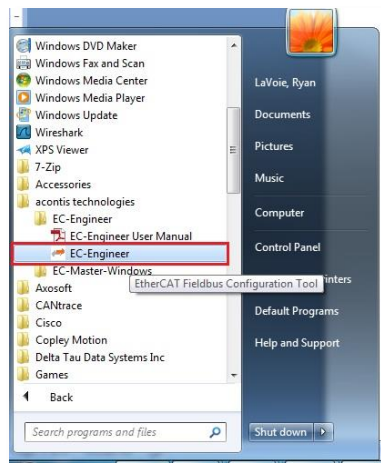 Windows DVD Maker
Windows Fax and Scan
Windows Media Center
Windows Media Player
Windows Update
Wireshark
XPS Viewer
7-Zip
Accessories
acontis technologies
EC-Engineer
EC-Engineer User Manual
EC-Engineer
EC-Master-Windows
Axosoft
CANtrace
Cisco
Copley Motion
Delta Tau Data Systems Inc
Games
Back
Search programs and files
LaVoie, Ryan
Documents
Pictures
Music
Computer
Control Panel
EtherCAT Fieldbus Configuration Tool
Default Programs
Help and Support
Shut down